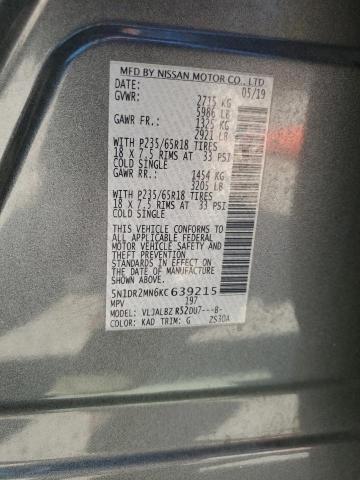 MFD BY NISSAN MOTOR CO., LTD
DATE: 05/19
GVWR: 2715 KG
5986 LB
GAWR FR.: 1325 KG
2921 LB
WITH P235/65R18 TIRES
18 X 7.5 RIMS AT 33 PSI
COLD SINGLE
GAWR RR.: 1454 KG
3205 LB
WITH P235/65R18 TIRES
18 X 7.5 RIMS AT 33 PSI
COLD SINGLE
THIS VEHICLE CONFORMS TO
ALL APPLICABLE FEDERAL
MOTOR VEHICLE SAFETY AND
THEFT PREVENTION
STANDARDS IN EFFECT ON
THE DATE OF MANUFACTURE
SHOWN ABOVE.
5N1DR2MN6KC639215
MPV 197
MODEL: VLJALBZ R52DU7---B-
COLOR: KAD TRIM: G ZS30A